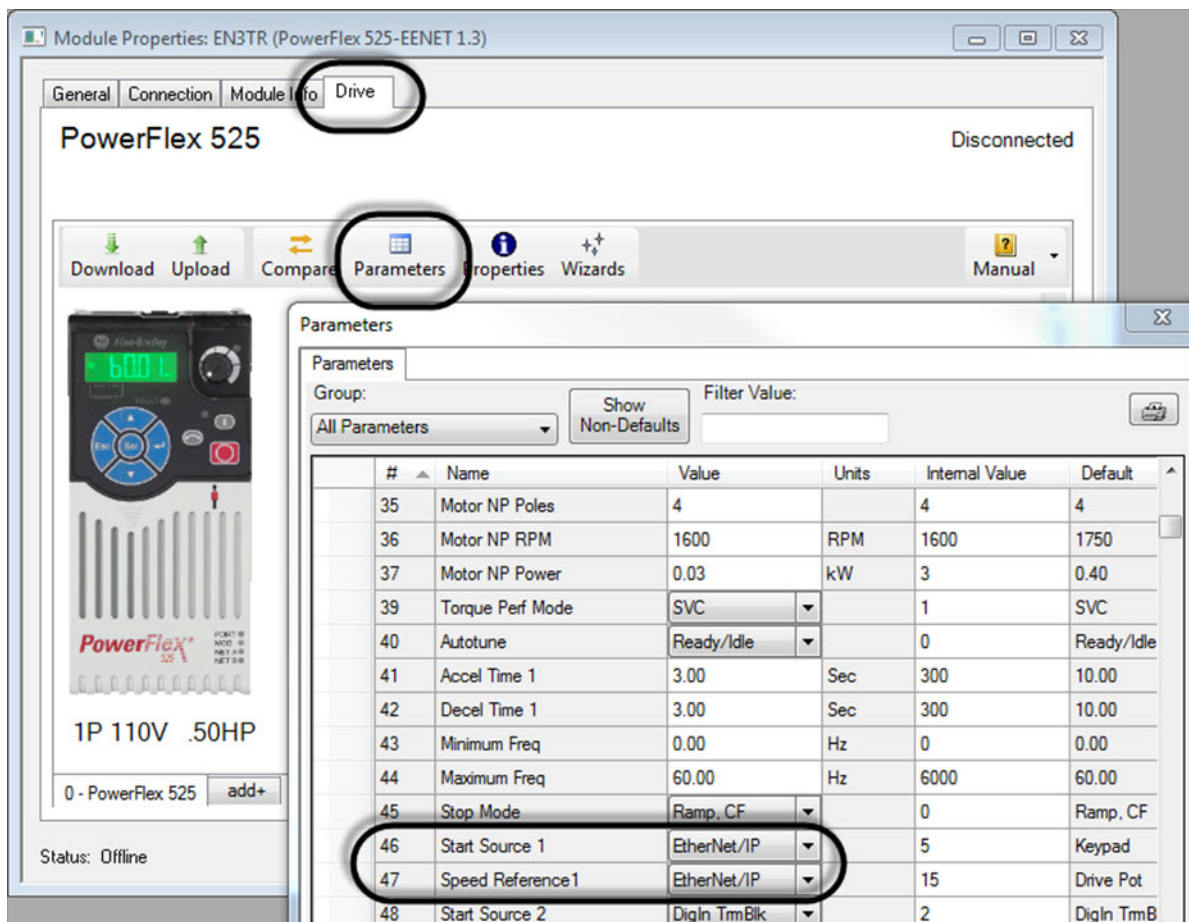 Module Properties: EN3TR (PowerFlex 525-EENET 1.3)
General Connection Module Info Drive
PowerFlex 525 Disconnected
Download Upload Compare Parameters Properties Wizards Manual
Allen-Bradley
FAULT
Esc Sel
PowerFlex
525
PORT
MOD
NET A
NET B
1P 110V .50HP
0 - PowerFlex 525 add+
Status: Offline
Parameters
Parameters
Group: Show Non-Defaults Filter Value:
All Parameters
# Name Value Units Internal Value Default
35 Motor NP Poles 4 4 4
36 Motor NP RPM 1600 RPM 1600 1750
37 Motor NP Power 0.03 kW 3 0.40
39 Torque Perf Mode SVC 1 SVC
40 Autotune Ready/Idle 0 Ready/Idle
41 Accel Time 1 3.00 Sec 300 10.00
42 Decel Time 1 3.00 Sec 300 10.00
43 Minimum Freq 0.00 Hz 0 0.00
44 Maximum Freq 60.00 Hz 6000 60.00
45 Stop Mode Ramp, CF 0 Ramp, CF
46 Start Source 1 EtherNet/IP 5 Keypad
47 Speed Reference1 EtherNet/IP 15 Drive Pot
48 Start Source 2 DigIn TrmBlk 2 DigIn TrmB